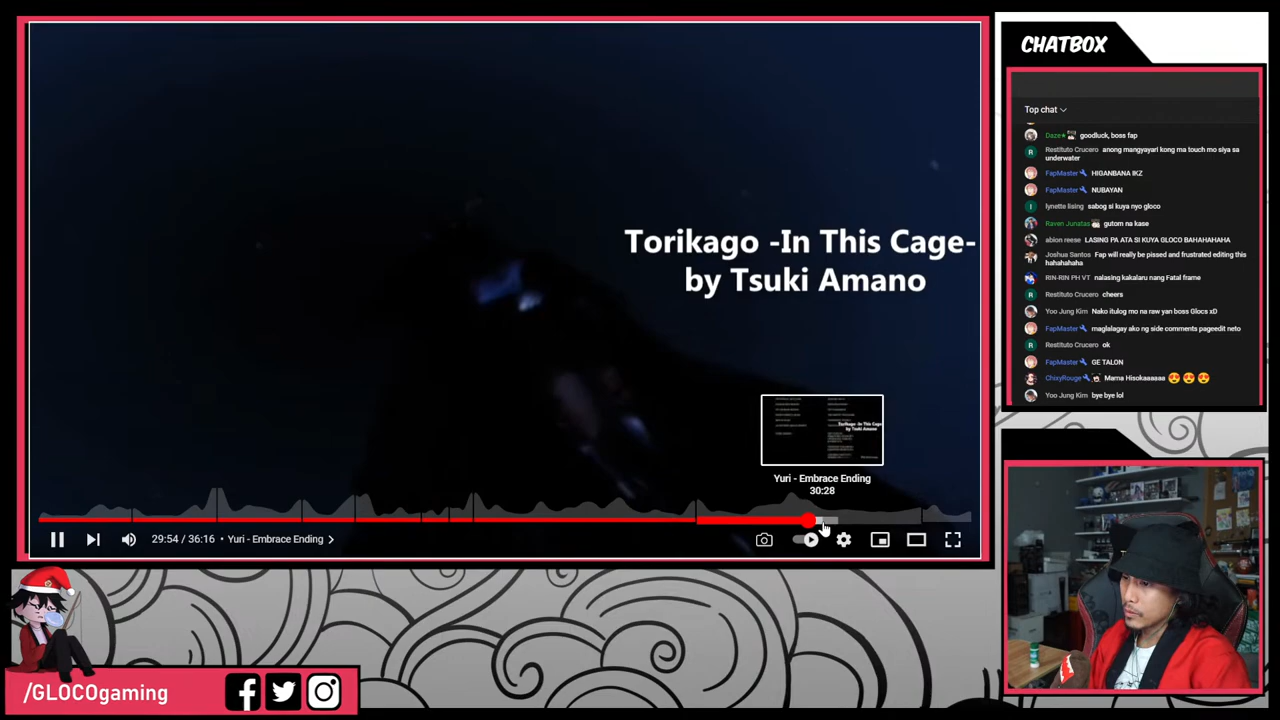 Torikago -In This Cage-
by Tsuki Amano
Yuri - Embrace Ending
30:28
29:54 / 36:16 • Yuri - Embrace Ending
/GLOCOgaming
CHATBOX
Top chat
Daze★ goodluck, boss fap
Restituto Crucero anong mangyayari kong ma touch mo siya sa
underwater
FapMaster HIGANBANA IKZ
FapMaster NUBAYAN
lynette lising sabog si kuya nyo gloco
Raven Junatas gutom na kase
abion reese LASING PA ATA SI KUYA GLOCO BAHAHAHAHA
Joshua Santos Fap will really be pissed and frustrated editing this
hahahahaha
RIN-RIN PH VT nalasing kakalaru nang Fatal frame
Restituto Crucero cheers
Yoo Jung Kim Nako itulog mo na raw yan boss Glocs xD
FapMaster maglalagay ako ng side comments pageedit neto
Restituto Crucero ok
FapMaster GE TALON
ChixyRouge Mama Hisokaaaaaa 😍 😍 😍
Yoo Jung Kim bye bye lol